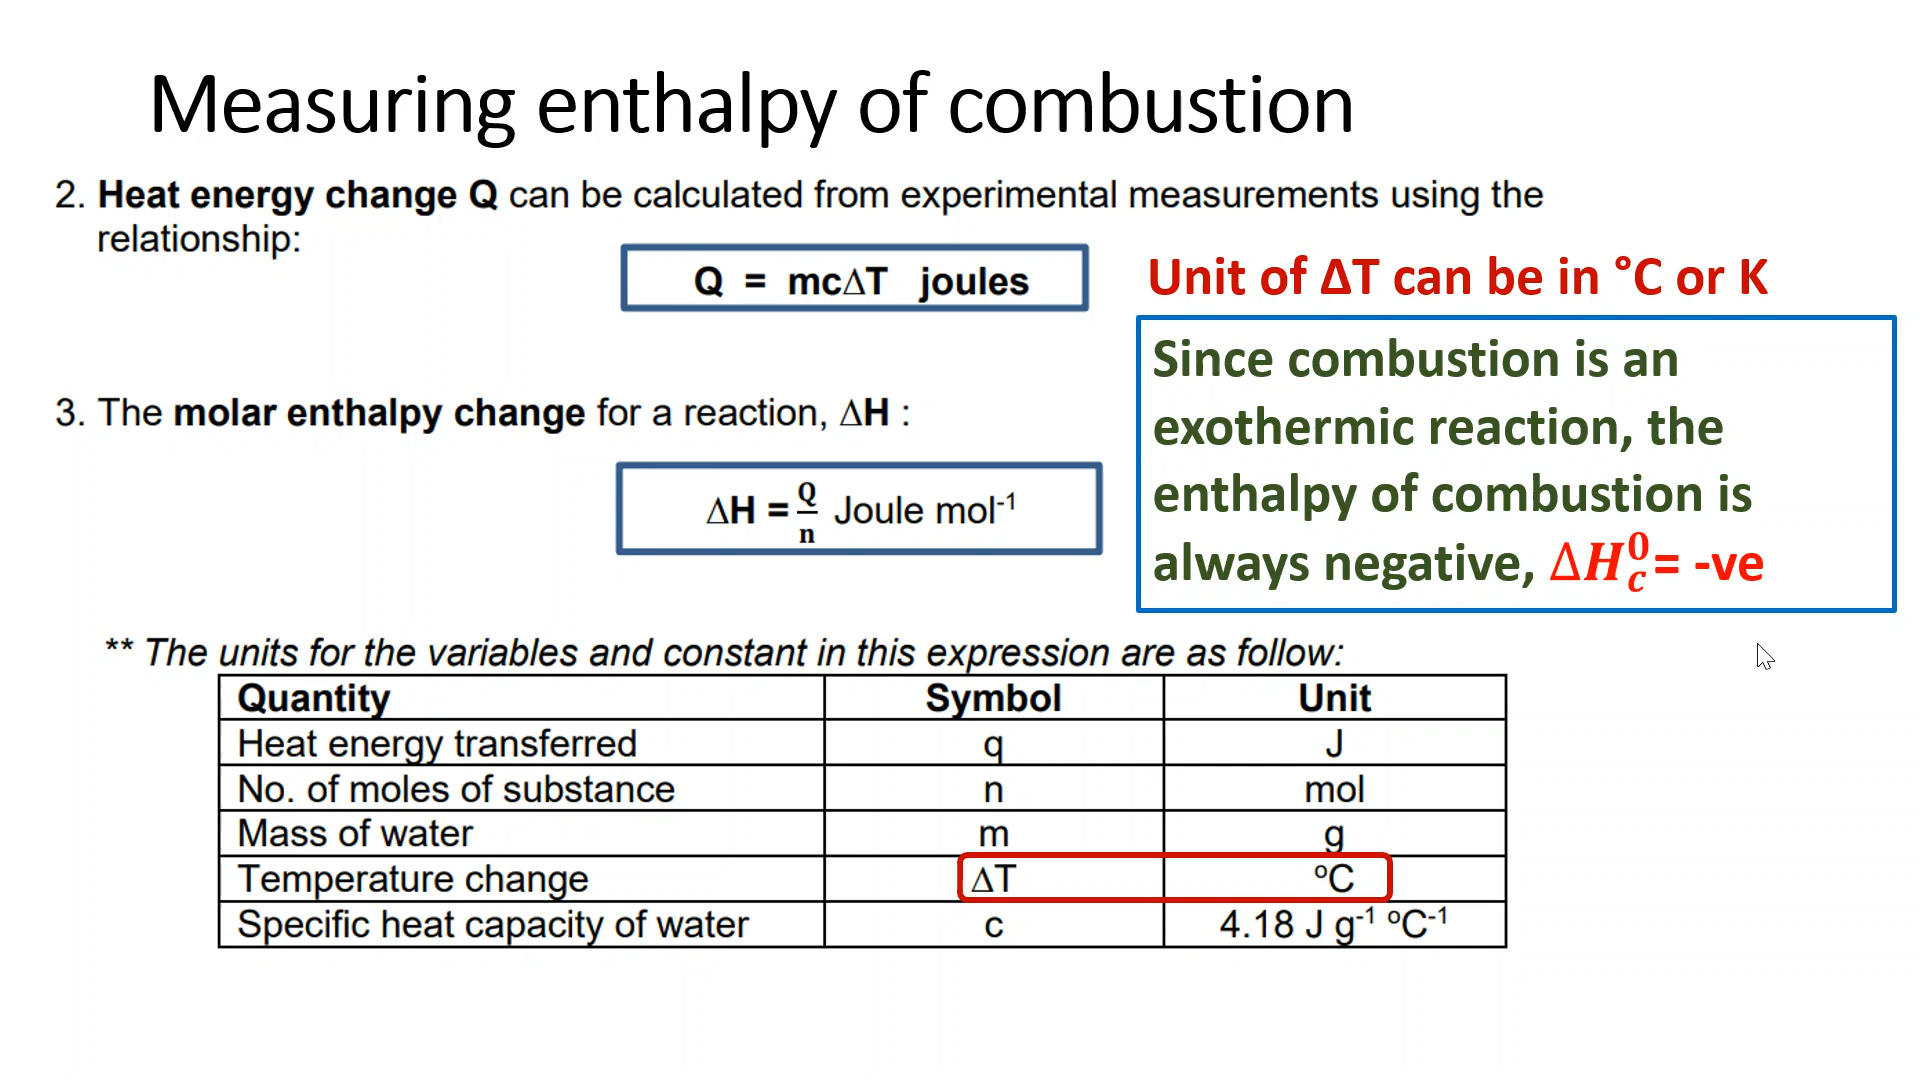 Measuring enthalpy of combustion
2. Heat energy change Q can be calculated from experimental measurements using the
relationship:
Q = mc∆T joules
Unit of ΔT can be in °C or K
Since combustion is an
exothermic reaction, the
enthalpy of combustion is
always negative, ΔH⁰c = -ve
3. The molar enthalpy change for a reaction, ∆H :
∆H = Q/n Joule mol⁻¹
** The units for the variables and constant in this expression are as follow:
Quantity Symbol Unit
Heat energy transferred q J
No. of moles of substance n mol
Mass of water m g
Temperature change ∆T ºC
Specific heat capacity of water c 4.18 J g⁻¹ ºC⁻¹